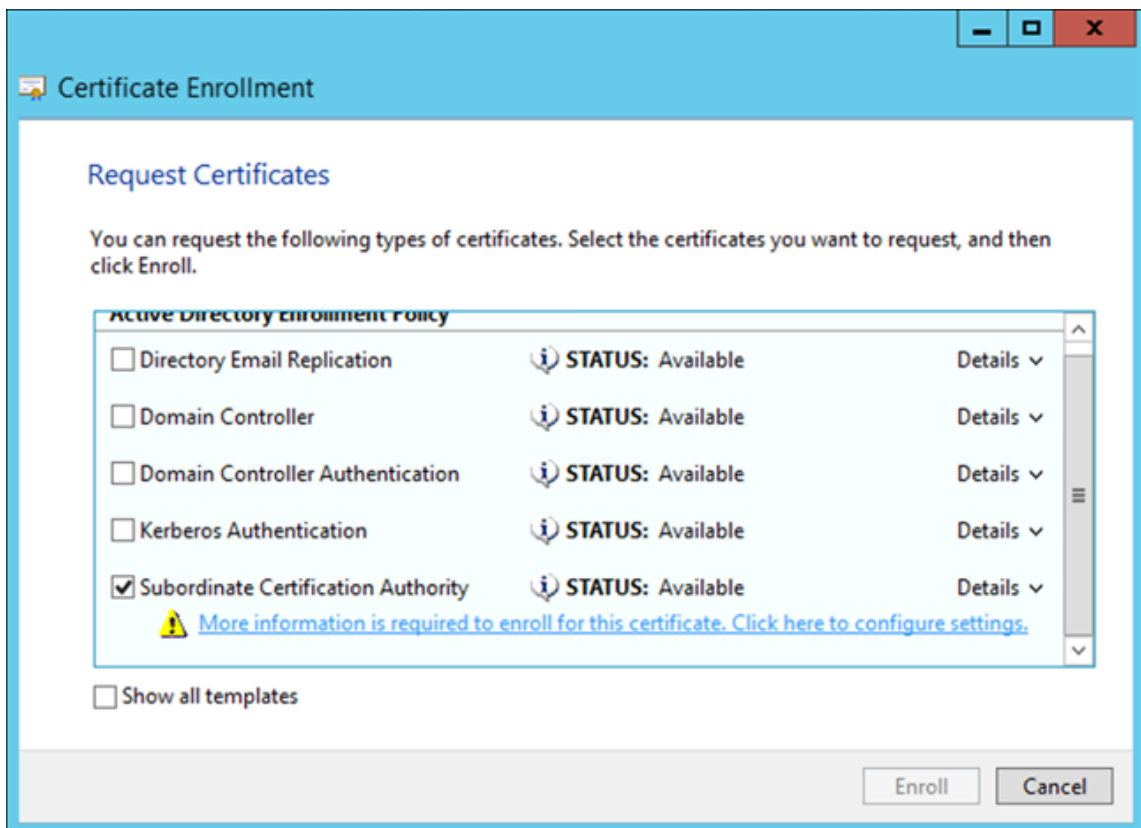 Certificate Enrollment
Request Certificates
You can request the following types of certificates. Select the certificates you want to request, and then
click Enroll.
Active Directory Enrollment Policy
Directory Email Replication STATUS: Available Details
Domain Controller STATUS: Available Details
Domain Controller Authentication STATUS: Available Details
Kerberos Authentication STATUS: Available Details
Subordinate Certification Authority STATUS: Available Details
More information is required to enroll for this certificate. Click here to configure settings.
Show all templates
Enroll Cancel